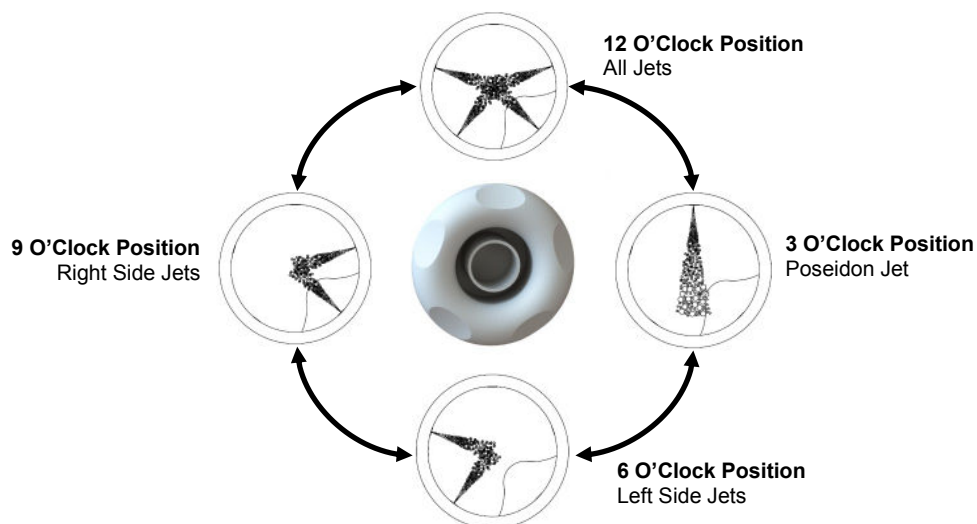 12 O’Clock Position
All Jets
9 O’Clock Position
Right Side Jets
3 O’Clock Position
Poseidon Jet
6 O’Clock Position
Left Side Jets